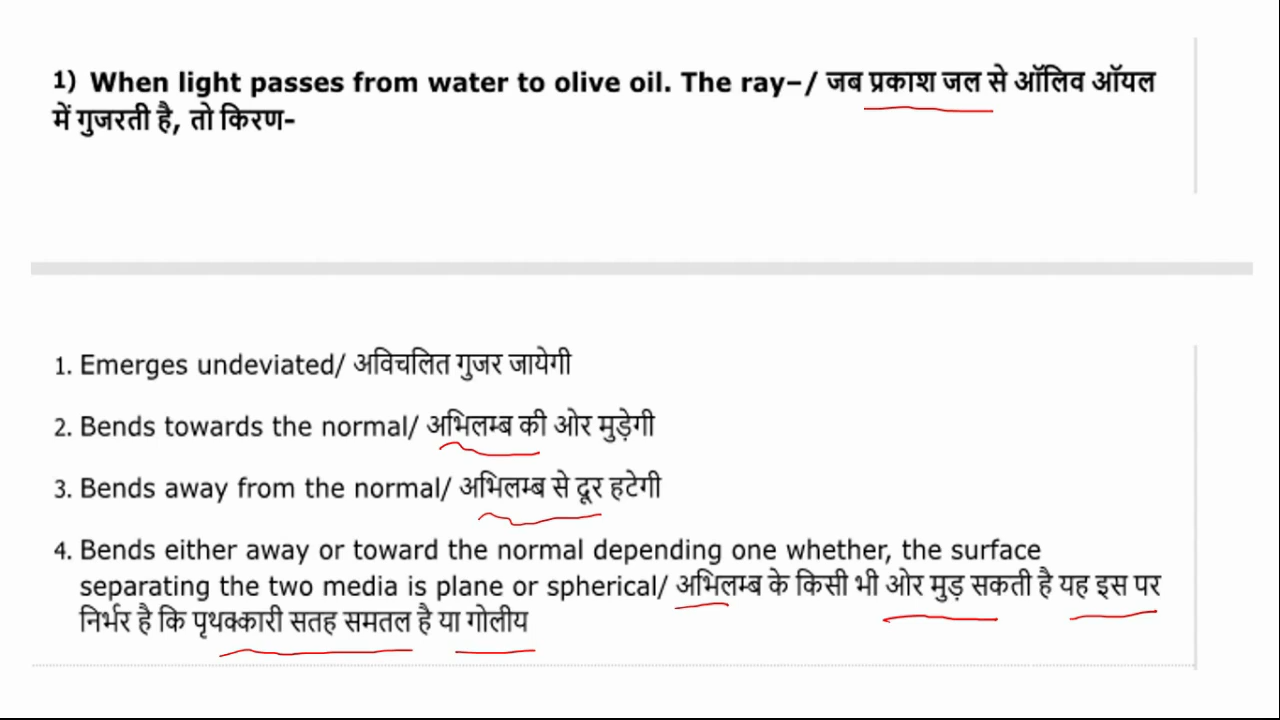 1) When light passes from water to olive oil. The ray–/ जब प्रकाश जल से ऑलिव ऑयल
में गुजरती है, तो किरण-
1. Emerges undeviated/ अविचलित गुजर जायेगी
2. Bends towards the normal/ अभिलम्ब की ओर मुड़ेगी
3. Bends away from the normal/ अभिलम्ब से दूर हटेगी
4. Bends either away or toward the normal depending one whether, the surface
separating the two media is plane or spherical/ अभिलम्ब के किसी भी ओर मुड़ सकती है यह इस पर
निर्भर है कि पृथक्कारी सतह समतल है या गोलीय